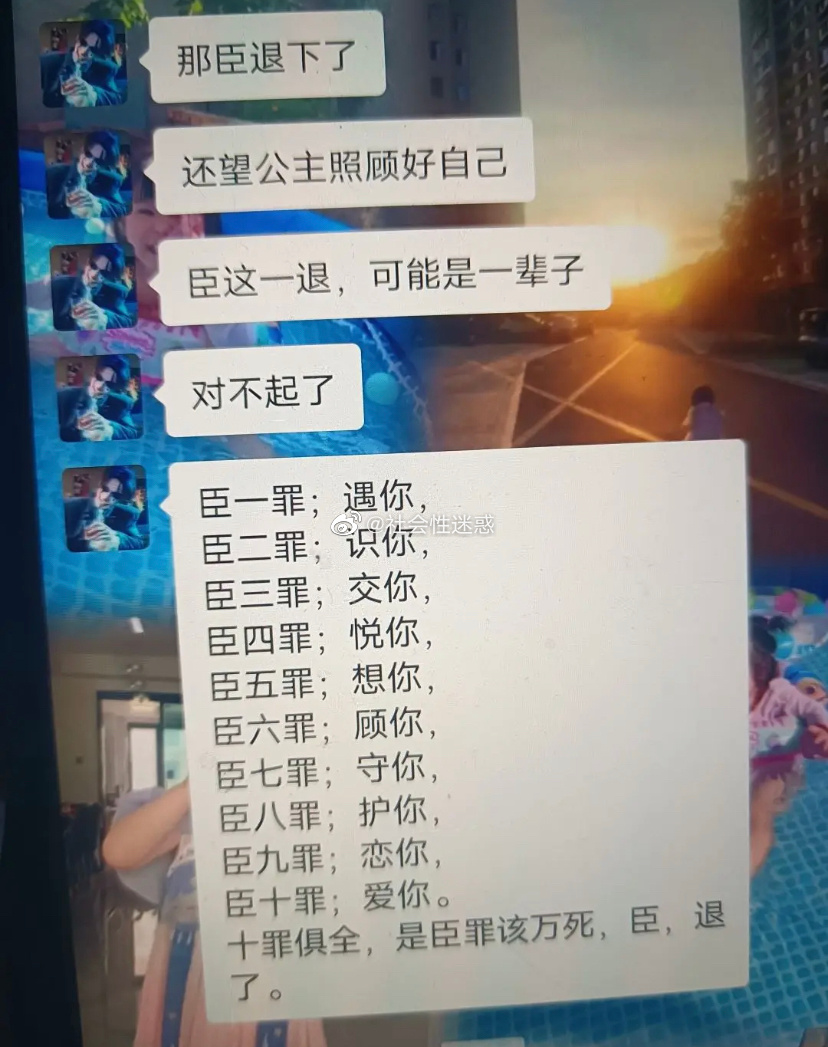 那臣退下了
还望公主照顾好自己
臣这一退，可能是一辈子
对不起了
臣一罪；遇你，
@社会性迷惑
臣二罪；识你，
臣三罪；交你，
臣四罪；悦你，
臣五罪；想你，
臣六罪；顾你，
臣七罪；守你，
臣八罪；护你，
臣九罪；恋你，
臣十罪；爱你。
十罪俱全，是臣罪该万死，臣，退
了。